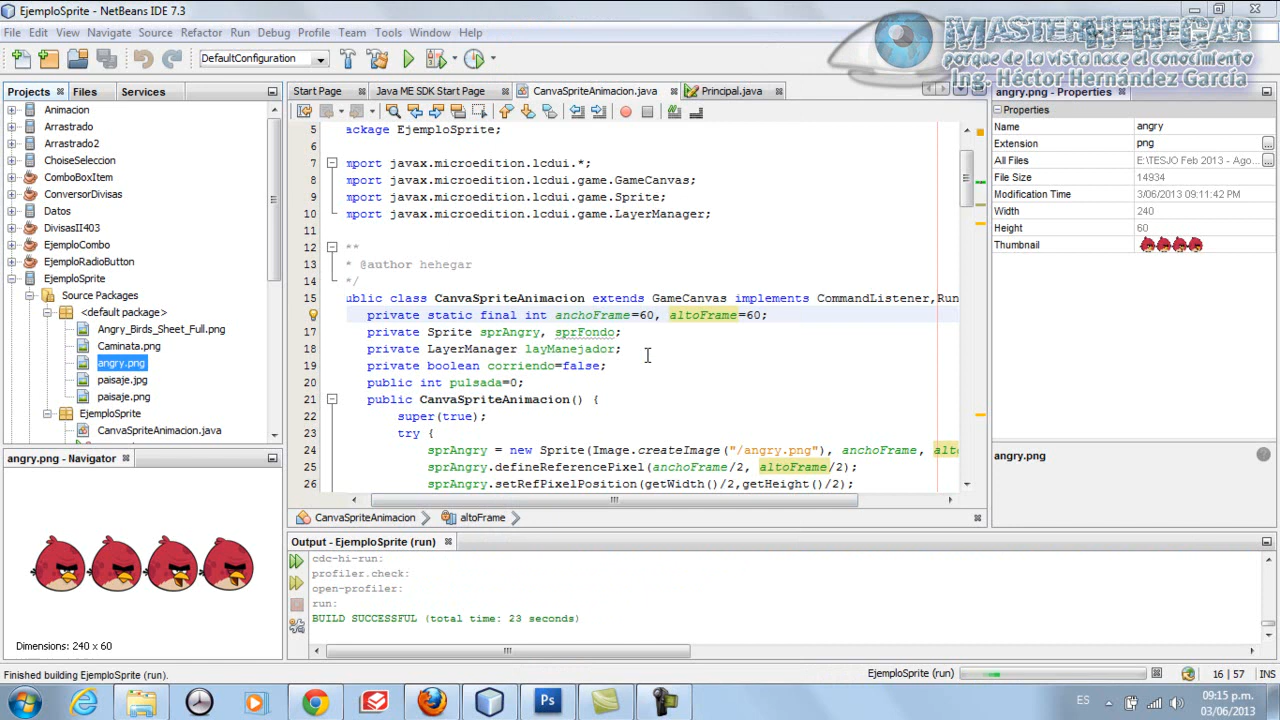 EjemploSprite - NetBeans IDE 7.3
File Edit View Navigate Source Refactor Run Debug Profile Team Tools Window Help
MASTERHEHEGAR
porque de la vista nace el conocimiento
Ing. Héctor Hernández García
DefaultConfiguration
Projects Files Services
Animacion
Arrastrado
Arrastrado2
ChoiseSeleccion
ComboBoxItem
ConversorDivisas
Datos
DivisasII403
EjemploCombo
EjemploRadioButton
EjemploSprite
Source Packages
<default package>
Angry_Birds_Sheet_Full.png
Caminata.png
angry.png
paisaje.jpg
paisaje.png
EjemploSprite
CanvaSpriteAnimacion.java
angry.png - Navigator
Dimensions: 240 x 60
Start Page Java ME SDK Start Page CanvaSpriteAnimacion.java Principal.java
5 ackage EjemploSprite;
6
7 mport javax.microedition.lcdui.*;
8 mport javax.microedition.lcdui.game.GameCanvas;
9 mport javax.microedition.lcdui.game.Sprite;
10 mport javax.microedition.lcdui.game.LayerManager;
11
12 **
13 * @author hehegar
14 */
15 ublic class CanvaSpriteAnimacion extends GameCanvas implements CommandListener,Run
private static final int anchoFrame=60, altoFrame=60;
17 private Sprite sprAngry, sprFondo;
18 private LayerManager layManejador;
19 private boolean corriendo=false;
20 public int pulsada=0;
21 public CanvaSpriteAnimacion() {
22 super(true);
23 try {
24 sprAngry = new Sprite(Image.createImage("/angry.png"), anchoFrame, alto
25 sprAngry.defineReferencePixel(anchoFrame/2, altoFrame/2);
26 sprAngry.setRefPixelPosition(getWidth()/2,getHeight()/2);
CanvaSpriteAnimacion altoFrame
Output - EjemploSprite (run)
cdc-hi-run:
profiler.check:
open-profiler:
run:
BUILD SUCCESSFUL (total time: 23 seconds)
angry.png - Properties
Properties
Name angry
Extension png
All Files E:\TESJO Feb 2013 - Ago...
File Size 14934
Modification Time 3/06/2013 09:11:42 PM
Width 240
Height 60
Thumbnail
angry.png
Finished building EjemploSprite (run).
EjemploSprite (run)
16 | 57 INS
Ps
ES
09:15 p.m.
03/06/2013